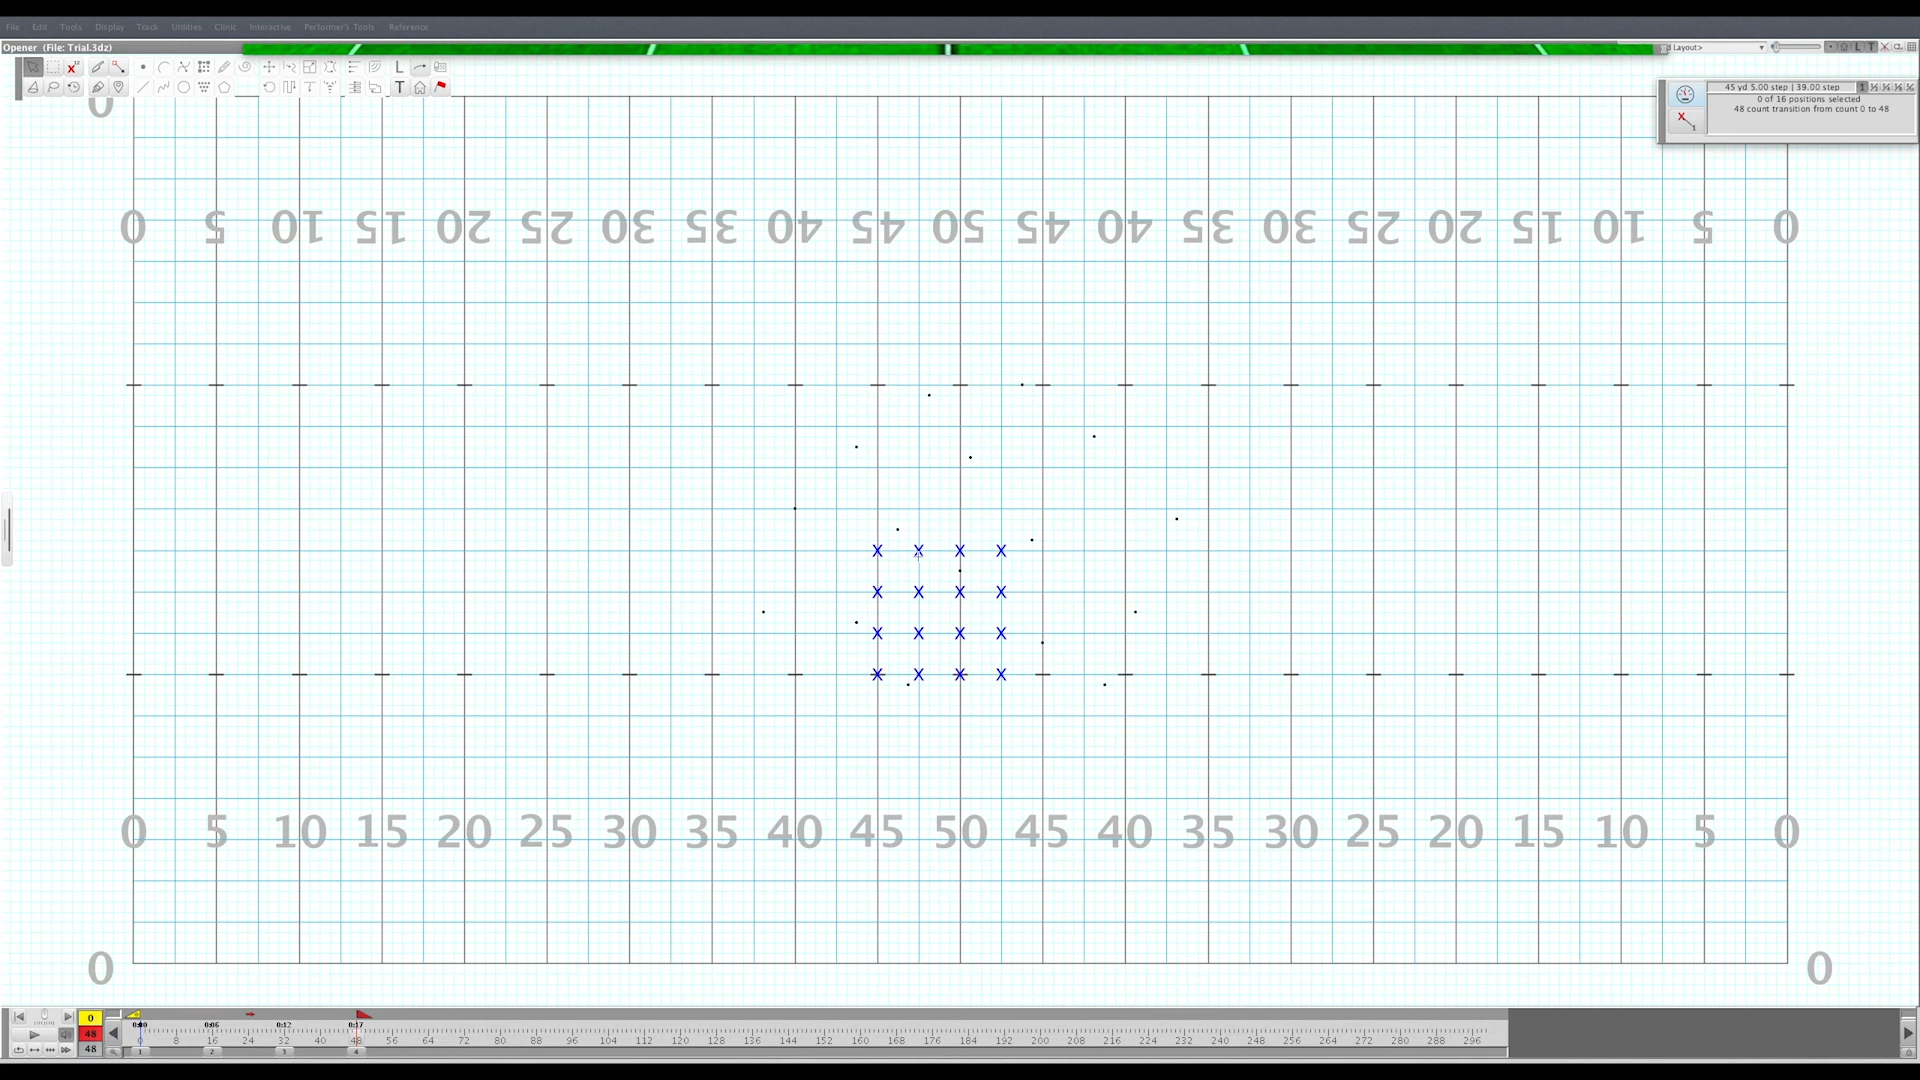 File Edit Tools Display Track Utilities Clinic Interactive Performer's Tools Reference
Opener (File: Trial.3dz)
d Layout>
L T
L
T
45 yd 5.00 step | 39.00 step 1 ½
0 of 16 positions selected
48 count transition from count 0 to 48
0
0 5 10 15 20 25 30 35 40 45 50 45 40 35 30 25 20 15 10 5 0
X X X X
X X X X
X X X X
X X X X
0 5 10 15 20 25 30 35 40 45 50 45 40 35 30 25 20 15 10 5 0
0 0
0
48
48
0:00 0:06 0:12 0:17
0 8 16 24 32 40 48 56 64 72 80 88 96 104 112 120 128 136 144 152 160 168 176 184 192 200 208 216 224 232 240 248 256 264 272 280 288 296
1 2 3 4